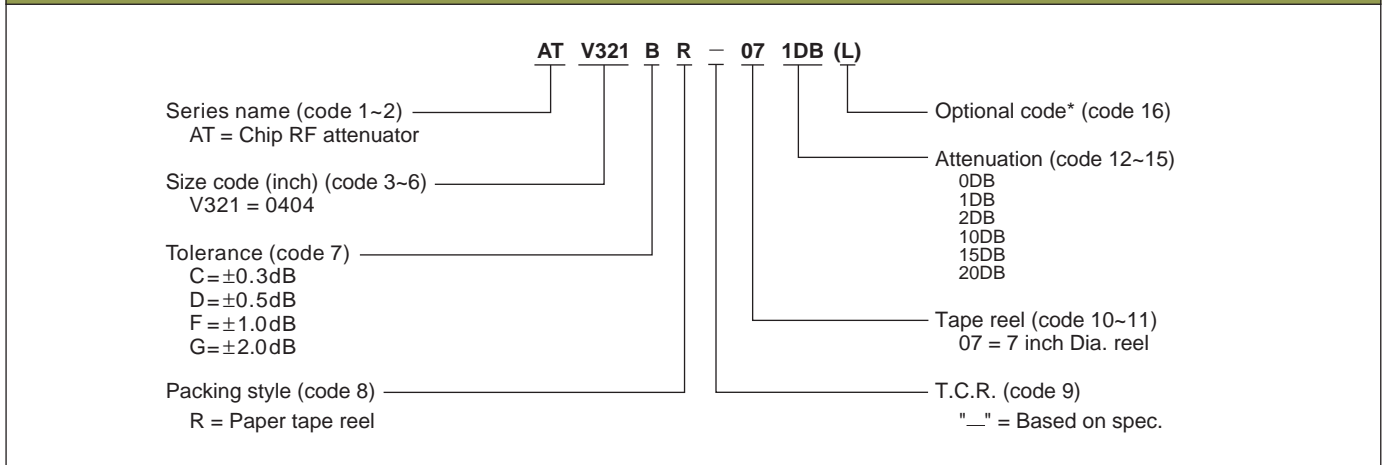 AT V321 B R – 07 1DB (L)
Series name (code 1~2)
AT = Chip RF attenuator
Size code (inch) (code 3~6)
V321 = 0404
Tolerance (code 7)
C=±0.3dB
D=±0.5dB
F=±1.0dB
G=±2.0dB
Packing style (code 8)
R = Paper tape reel
Optional code* (code 16)
Attenuation (code 12~15)
0DB
1DB
2DB
10DB
15DB
20DB
Tape reel (code 10~11)
07 = 7 inch Dia. reel
T.C.R. (code 9)
"—" = Based on spec.